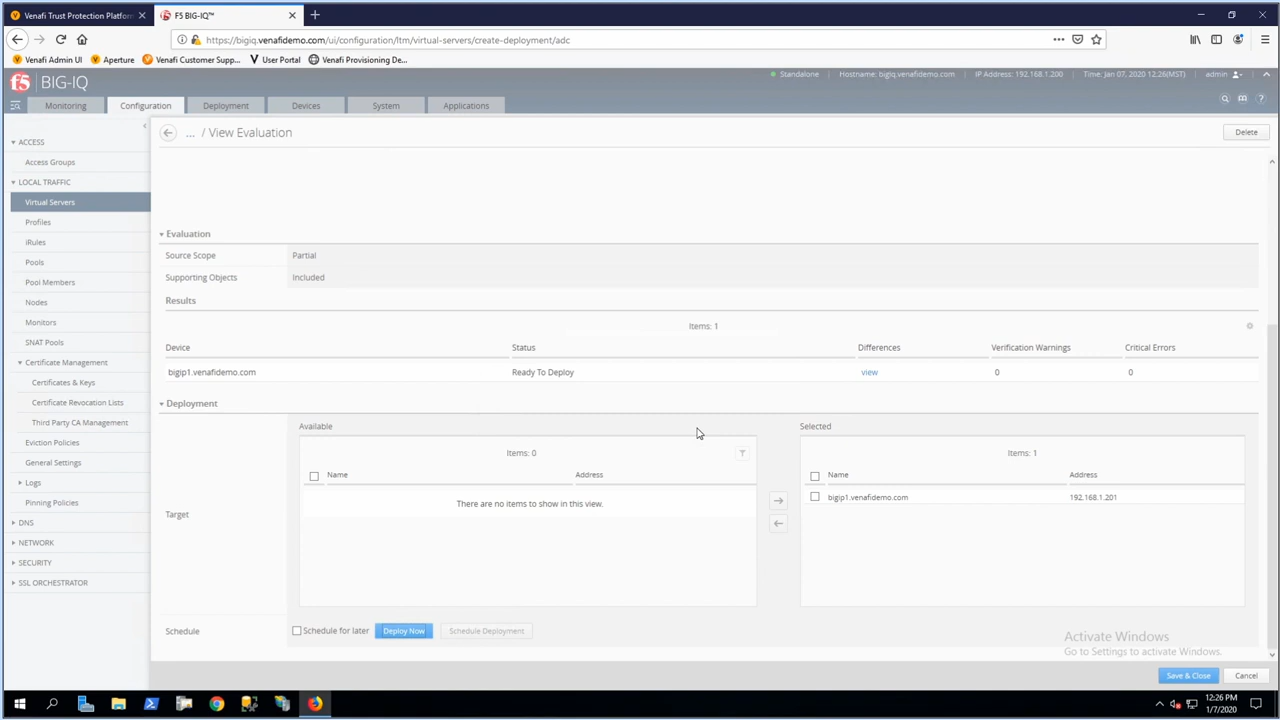 Venafi Trust Protection Platform
F5 BIG-IQ™
https://bigiq.venafidemo.com/ui/configuration/ltm/virtual-servers/create-deployment/adc
Venafi Admin UI
Aperture
Venafi Customer Supp...
User Portal
Venafi Provisioning De...
BIG-IQ
Standalone
Hostname: bigiq.venafidemo.com
IP Address: 192.168.1.200
Time: Jan 07, 2020 12:26(MST)
admin
Monitoring
Configuration
Deployment
Devices
System
Applications
... / View Evaluation
Delete
ACCESS
Access Groups
LOCAL TRAFFIC
Virtual Servers
Profiles
iRules
Pools
Pool Members
Nodes
Monitors
SNAT Pools
Certificate Management
Certificates & Keys
Certificate Revocation Lists
Third Party CA Management
Eviction Policies
General Settings
Logs
Pinning Policies
DNS
NETWORK
SECURITY
SSL ORCHESTRATOR
Evaluation
Source Scope Partial
Supporting Objects Included
Results
Items: 1
Device Status Differences Verification Warnings Critical Errors
bigip1.venafidemo.com Ready To Deploy view 0 0
Deployment
Target
Available
Items: 0
Name Address
There are no items to show in this view.
Selected
Items: 1
Name Address
bigip1.venafidemo.com 192.168.1.201
Schedule
Schedule for later
Deploy Now
Schedule Deployment
Activate Windows
Go to Settings to activate Windows.
Save & Close
Cancel
12:26 PM
1/7/2020